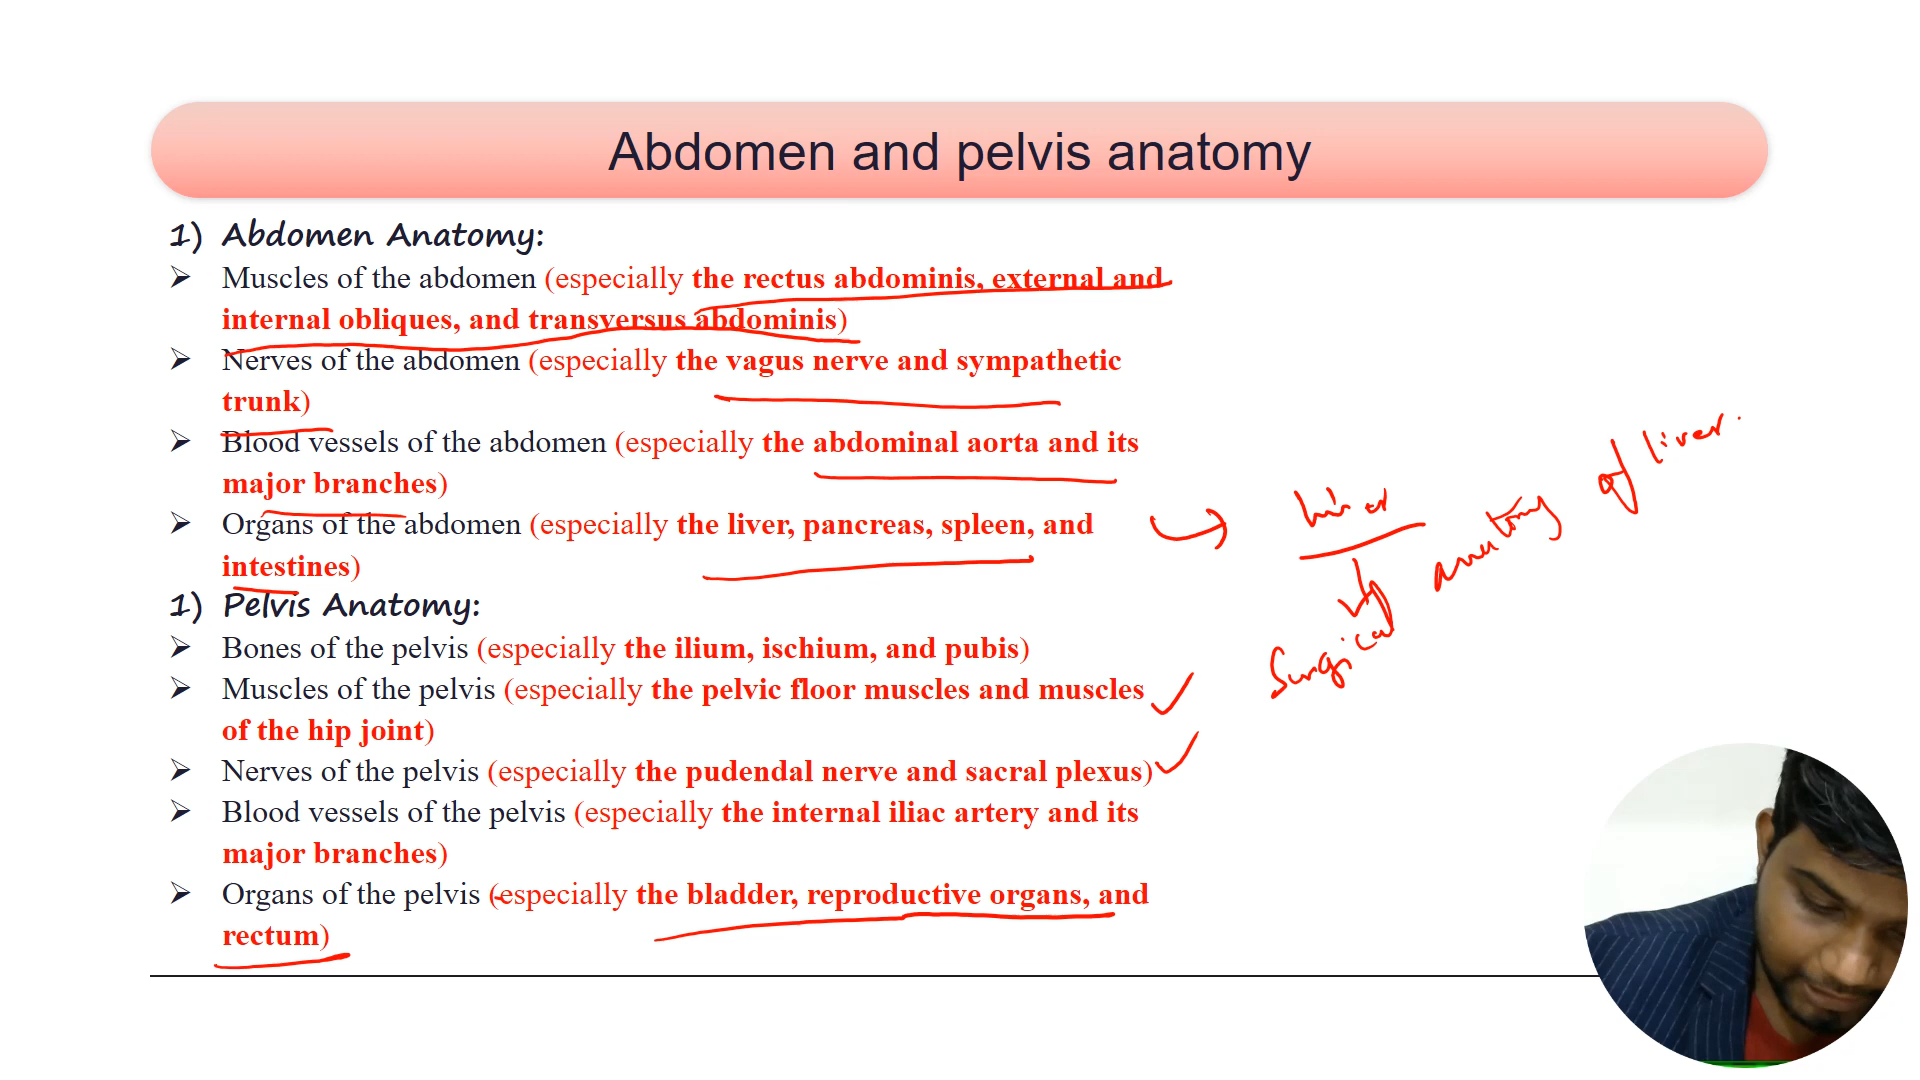 Abdomen and pelvis anatomy
1) Abdomen Anatomy:
➢ Muscles of the abdomen (especially the rectus abdominis, external and
internal obliques, and transversus abdominis)
➢ Nerves of the abdomen (especially the vagus nerve and sympathetic
trunk)
➢ Blood vessels of the abdomen (especially the abdominal aorta and its
major branches)
➢ Organs of the abdomen (especially the liver, pancreas, spleen, and
intestines)
1) Pelvis Anatomy:
➢ Bones of the pelvis (especially the ilium, ischium, and pubis)
➢ Muscles of the pelvis (especially the pelvic floor muscles and muscles
of the hip joint)
➢ Nerves of the pelvis (especially the pudendal nerve and sacral plexus)
➢ Blood vessels of the pelvis (especially the internal iliac artery and its
major branches)
➢ Organs of the pelvis (especially the bladder, reproductive organs, and
rectum)
Liver
Surgical anatomy of liver.